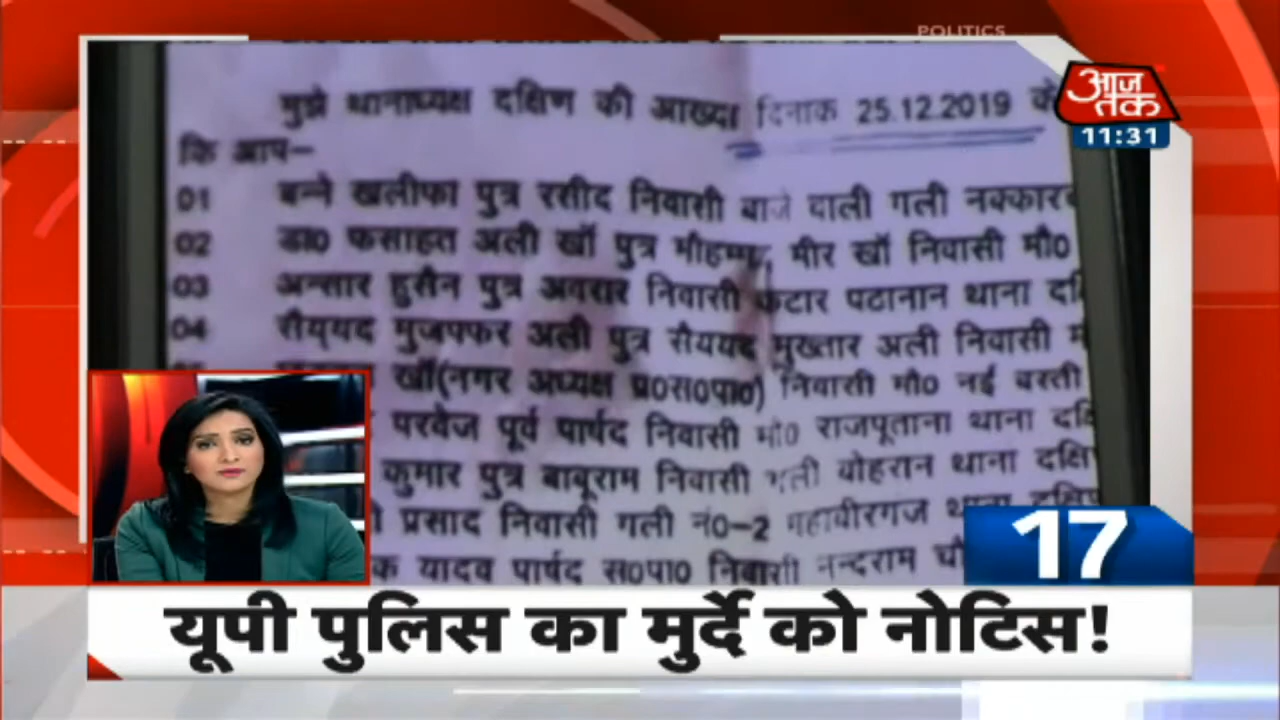 POLITICS
आज तक
11:31
मुझे थानाध्यक्ष दक्षिण की आख्या दिनाक 25.12.2019
कि आप–
01 बन्ने खलीफा पुत्र रसीद निवासी वाली गली
02 डा0 फसाहत अली खॉ पुत्र मीर खॉ निवासी मौ0
03 अन्सार हुसैन पुत्र अवरार निवासी कटार पटानान थाना
04 सैय्यद मुजफ्फर अली पुत्र सैययद मुख्तार अली निवासी
खॉ(नगर अध्यक्ष प्र0स0पा0) निवासी मौ0 नई बस्ती
परवेज पूर्व पार्षद निवासी मो0 राजपूताना थाना
कुमार पुत्र बाबूराम निवासी गली बोहरान थाना
प्रसाद निवासी गली नं0–2 महावीरगज थाना
यादव पार्षद स0पा0 निवासी नन्दराम
17
यूपी पुलिस का मुर्दे को नोटिस!